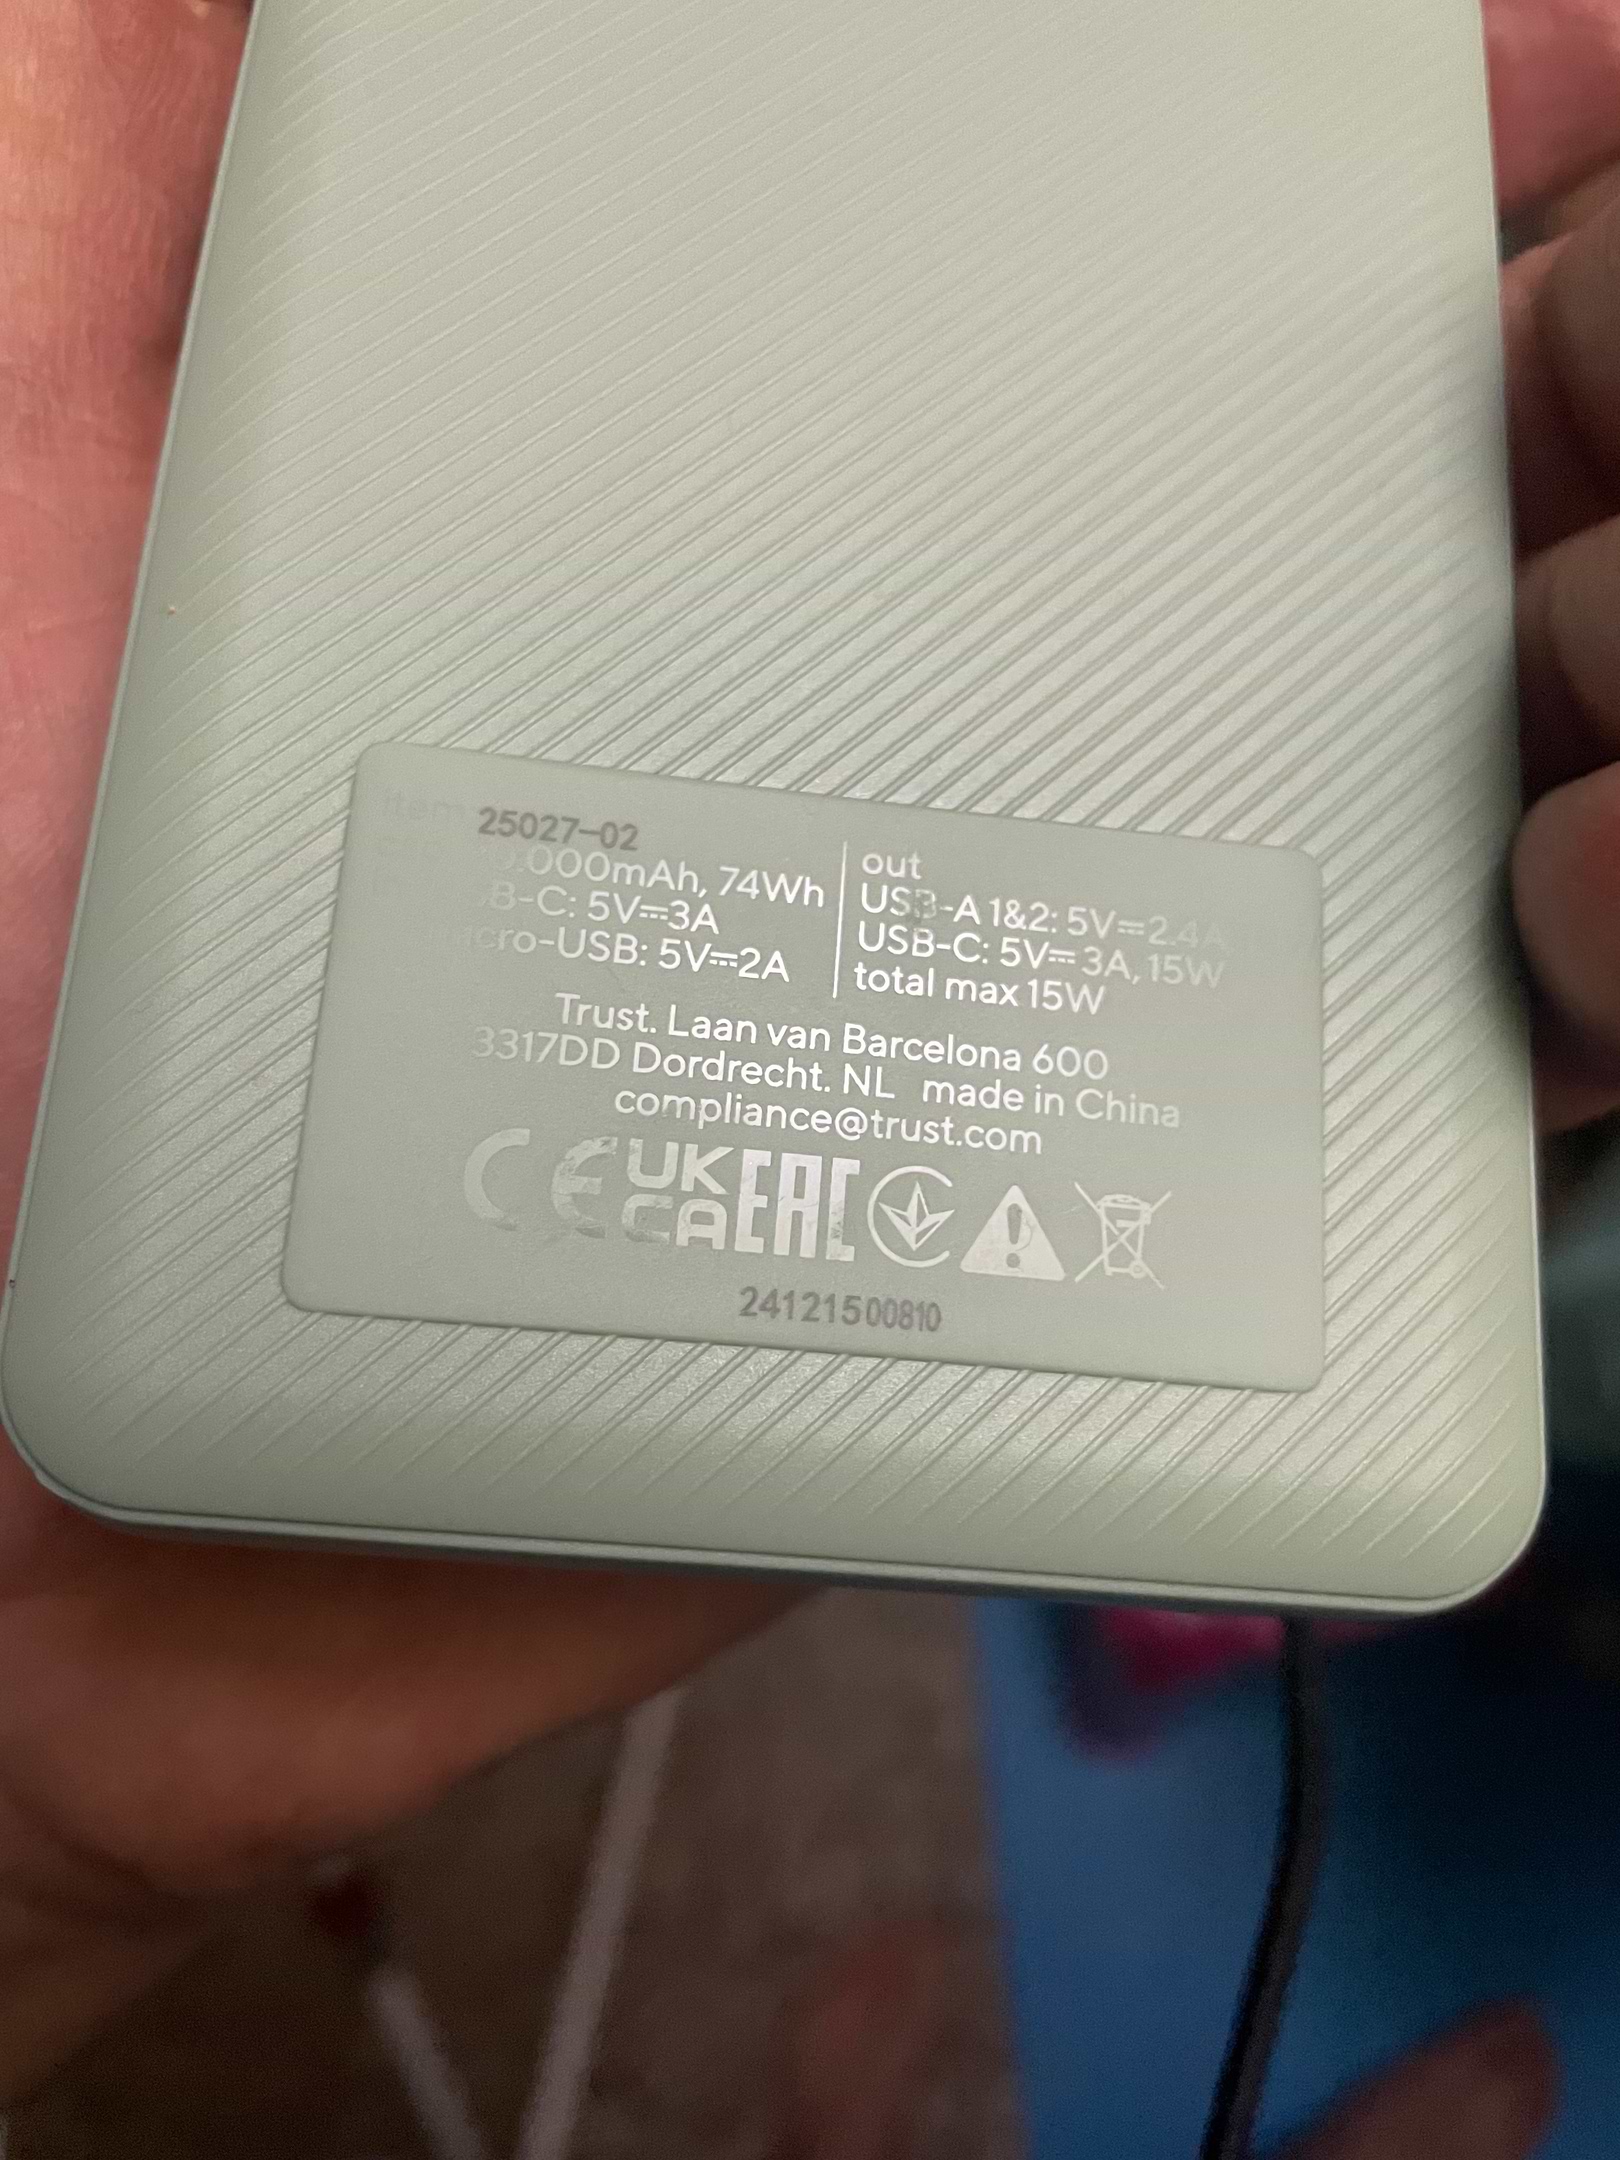 25027-02
.000mAh, 74Wh
B-C: 5V⎓3A
cro-USB: 5V⎓2A
out
USB-A 1&2: 5V⎓2.4A
USB-C: 5V⎓3A, 15W
total max 15W
Trust. Laan van Barcelona 600
3317DD Dordrecht. NL made in China
compliance@trust.com
CE UK CA EAC
24121500810